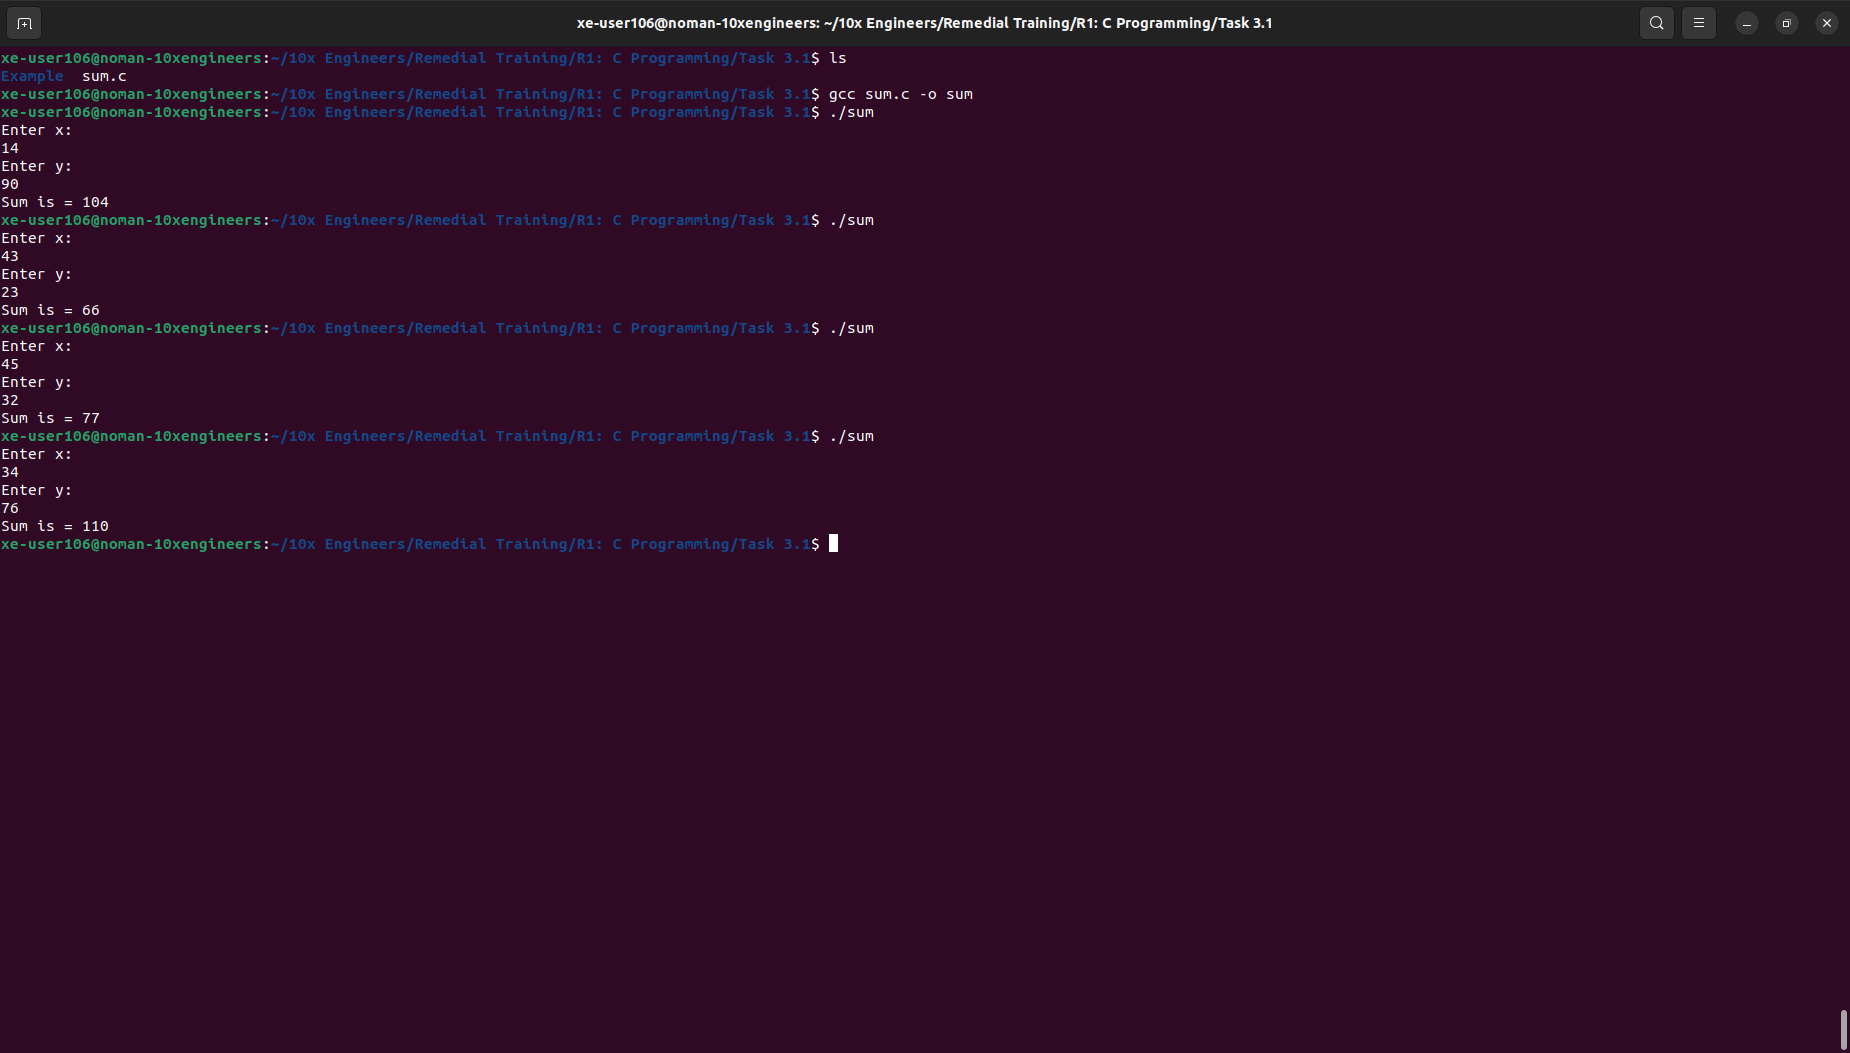 xe-user106@noman-10xengineers: ~/10x Engineers/Remedial Training/R1: C Programming/Task 3.1
xe-user106@noman-10xengineers:~/10x Engineers/Remedial Training/R1: C Programming/Task 3.1$ ls
Example  sum.c
xe-user106@noman-10xengineers:~/10x Engineers/Remedial Training/R1: C Programming/Task 3.1$ gcc sum.c -o sum
xe-user106@noman-10xengineers:~/10x Engineers/Remedial Training/R1: C Programming/Task 3.1$ ./sum
Enter x:
14
Enter y:
90
Sum is = 104
xe-user106@noman-10xengineers:~/10x Engineers/Remedial Training/R1: C Programming/Task 3.1$ ./sum
Enter x:
43
Enter y:
23
Sum is = 66
xe-user106@noman-10xengineers:~/10x Engineers/Remedial Training/R1: C Programming/Task 3.1$ ./sum
Enter x:
45
Enter y:
32
Sum is = 77
xe-user106@noman-10xengineers:~/10x Engineers/Remedial Training/R1: C Programming/Task 3.1$ ./sum
Enter x:
34
Enter y:
76
Sum is = 110
xe-user106@noman-10xengineers:~/10x Engineers/Remedial Training/R1: C Programming/Task 3.1$